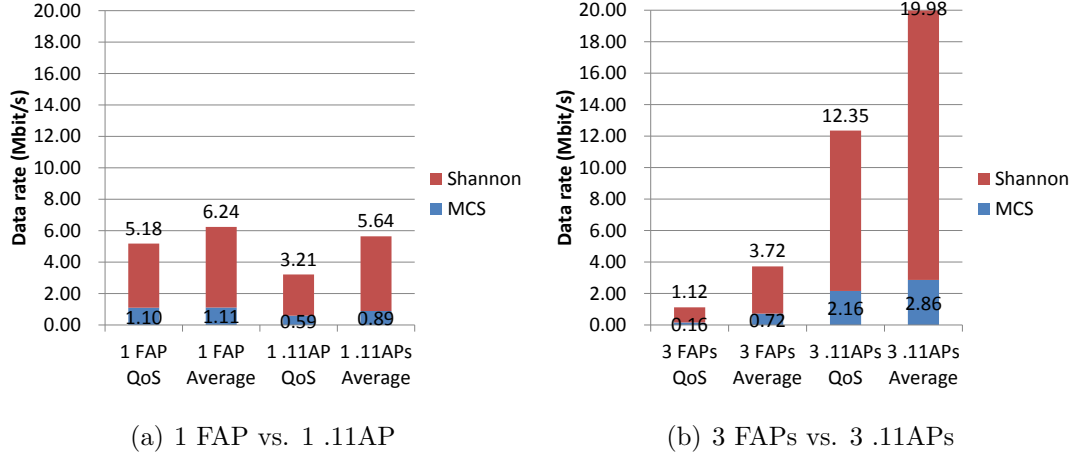 20.00
18.00
16.00
14.00
12.00
10.00
8.00
6.00
4.00
2.00
0.00
Data rate (Mbit/s)
5.18
6.24
3.21
5.64
1.10
1.11
0.59
0.89
1 FAP QoS
1 FAP Average
1 .11AP QoS
1 .11APs Average
Shannon
MCS
(a) 1 FAP vs. 1 .11AP
20.00
18.00
16.00
14.00
12.00
10.00
8.00
6.00
4.00
2.00
0.00
Data rate (Mbit/s)
1.12
3.72
12.35
19.98
0.16
0.72
2.16
2.86
3 FAPs QoS
3 FAPs Average
3 .11APs QoS
3 .11APs Average
Shannon
MCS
(b) 3 FAPs vs. 3 .11APs